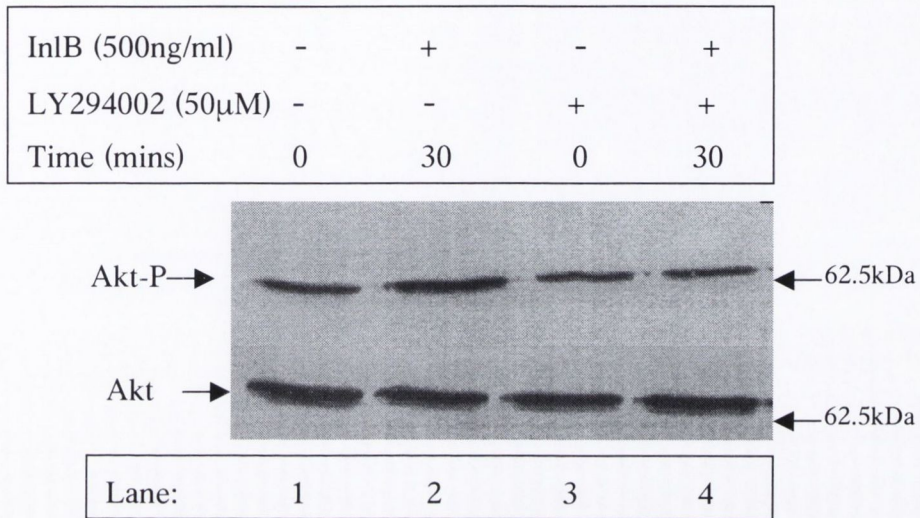 InlB (500ng/ml) - + - +
LY294002 (50µM) - - + +
Time (mins) 0 30 0 30
Akt-P 62.5kDa
Akt 62.5kDa
Lane: 1 2 3 4